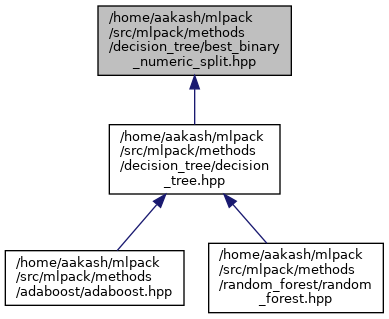 /home/aakash/mlpack
/src/mlpack/methods
/decision_tree/best_binary
_numeric_split.hpp
/home/aakash/mlpack
/src/mlpack/methods
/decision_tree/decision
_tree.hpp
/home/aakash/mlpack
/src/mlpack/methods
/adaboost/adaboost.hpp
/home/aakash/mlpack
/src/mlpack/methods
/random_forest/random
_forest.hpp